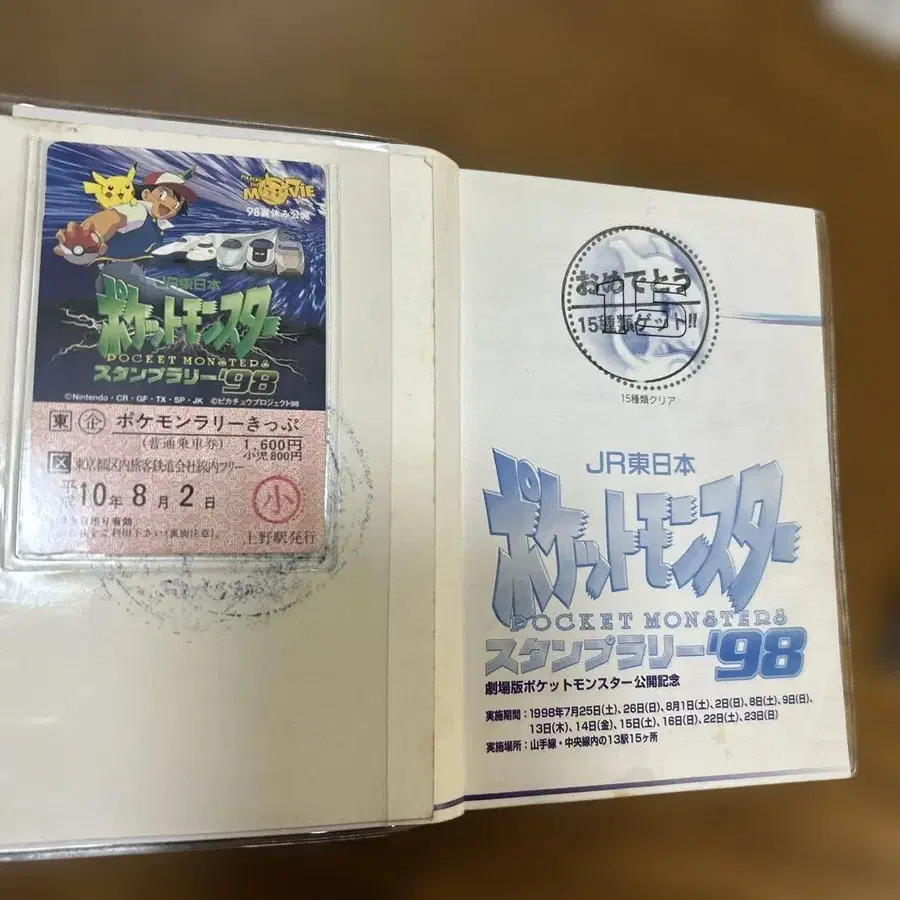 PIKACHU THE MOVIE
98夏休み公開
JR東日本
ポケットモンスター
POCKET MONSTERS
スタンプラリー'98
©Nintendo・CR・GF・TX・SP・JK ©ピカチュウプロジェクト98
東 企 ポケモンラリーきっぷ
(普通乗車券) 1,600円
小児800円
区 東京都区内旅客鉄道会社線内フリー
平成10年8月2日
小
上野駅発行
おめでとう
15
15種類ゲット!!
15種類クリア
JR東日本
ポケットモンスター
POCKET MONSTERS
スタンプラリー'98
劇場版ポケットモンスター公開記念
実施期間:1998年7月25日(土)、26日(日)、8月1日(土)、2日(日)、8日(土)、9日(日)、
13日(木)、14日(金)、15日(土)、16日(日)、22日(土)、23日(日)
実施場所:山手線・中央線内の13駅15ヶ所